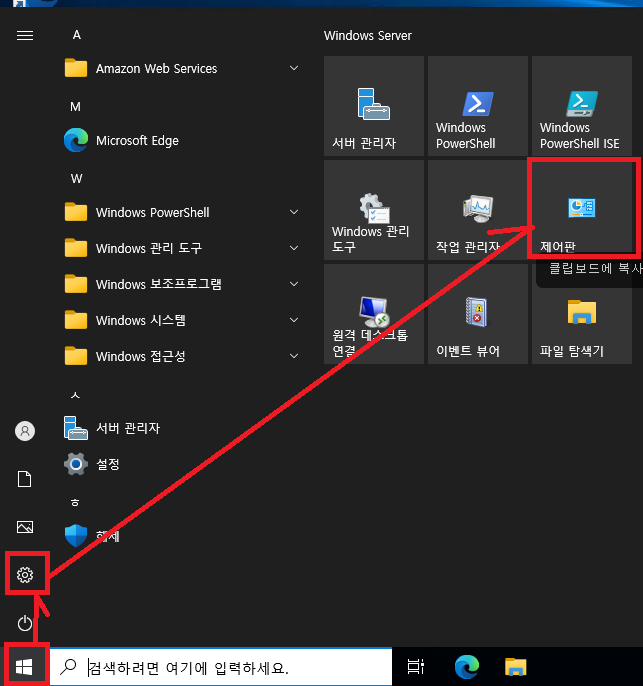 A
Windows Server
Amazon Web Services
M
Microsoft Edge
서버 관리자
Windows
PowerShell
Windows
PowerShell ISE
W
Windows PowerShell
Windows 관리 도구
Windows 보조프로그램
Windows 시스템
Windows 접근성
Windows 관리
도구
작업 관리자
제어판
클립보드에 복사
원격 데스크톱
연결
이벤트 뷰어
파일 탐색기
ㅅ
서버 관리자
설정
ㅎ
해제
검색하려면 여기에 입력하세요.